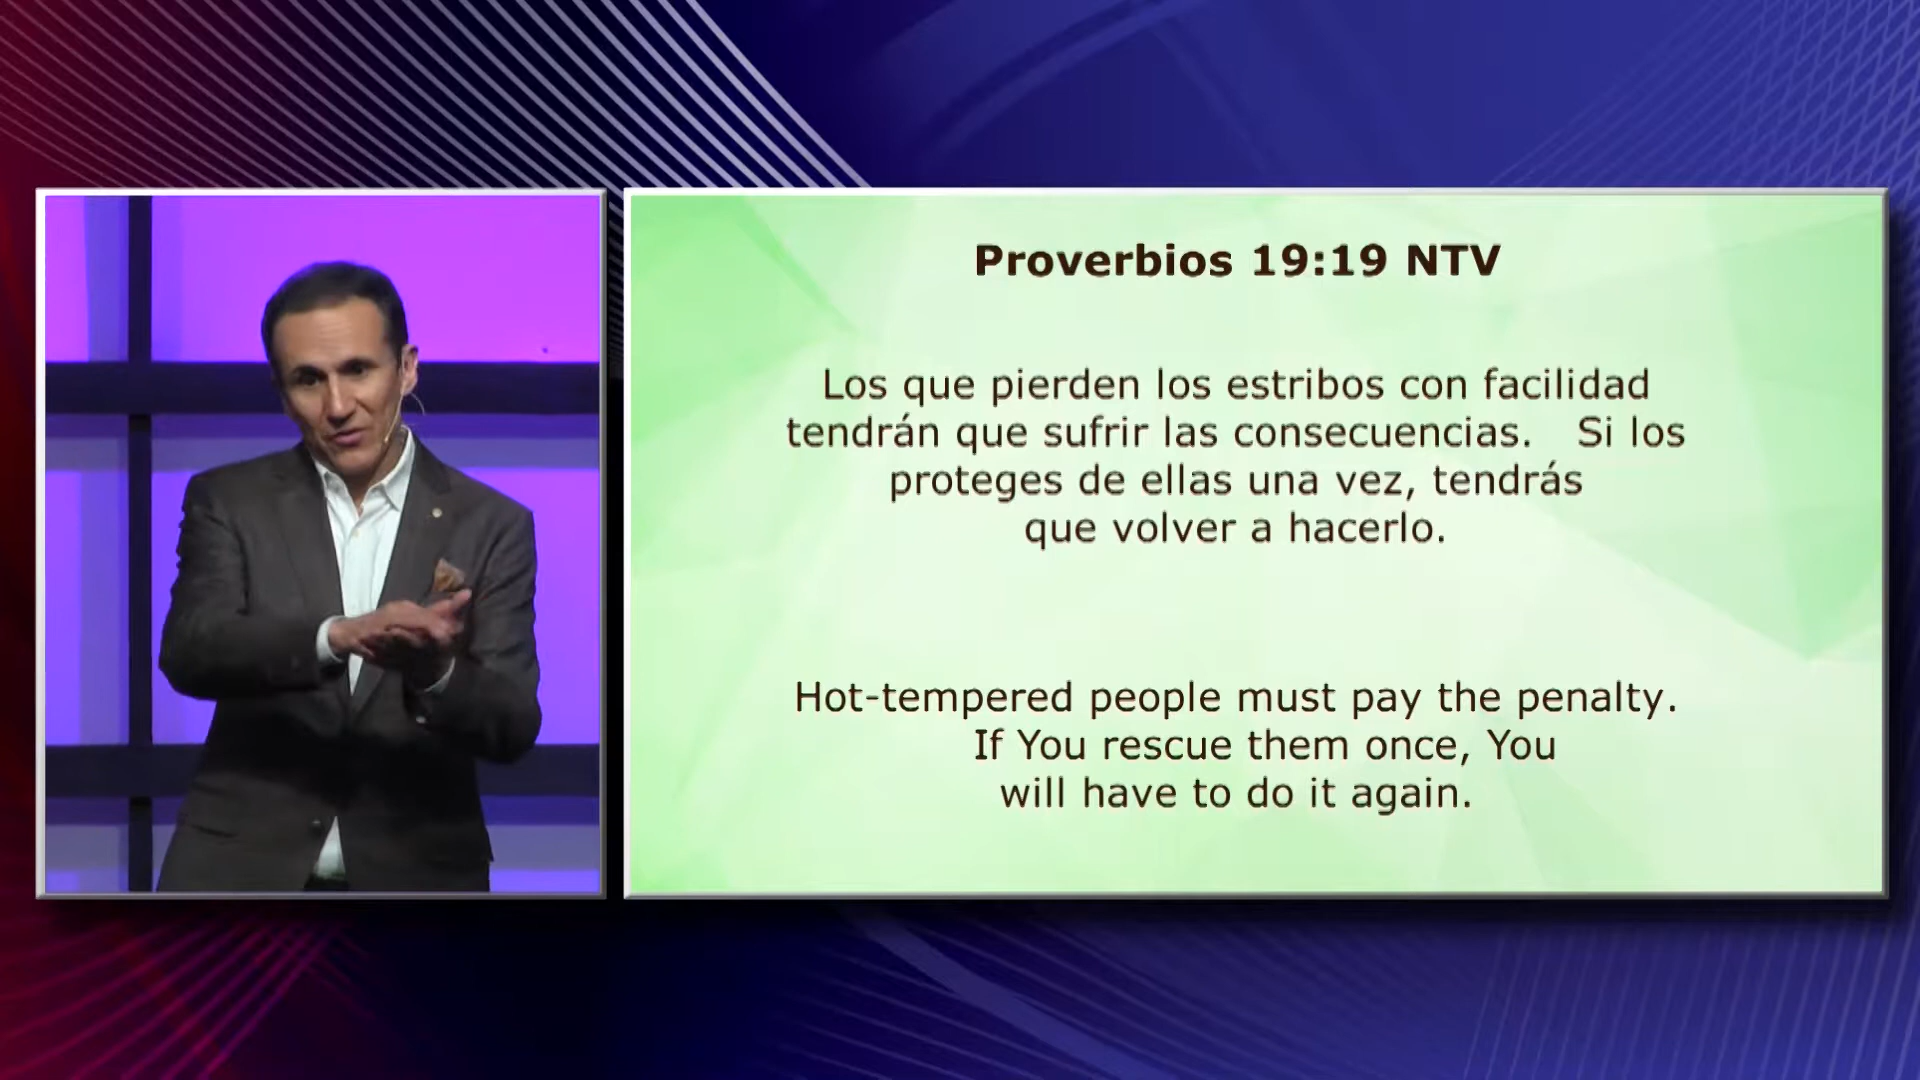 Proverbios 19:19 NTV
Los que pierden los estribos con facilidad
tendrán que sufrir las consecuencias.   Si los
proteges de ellas una vez, tendrás
que volver a hacerlo.
Hot-tempered people must pay the penalty.
If You rescue them once, You
will have to do it again.